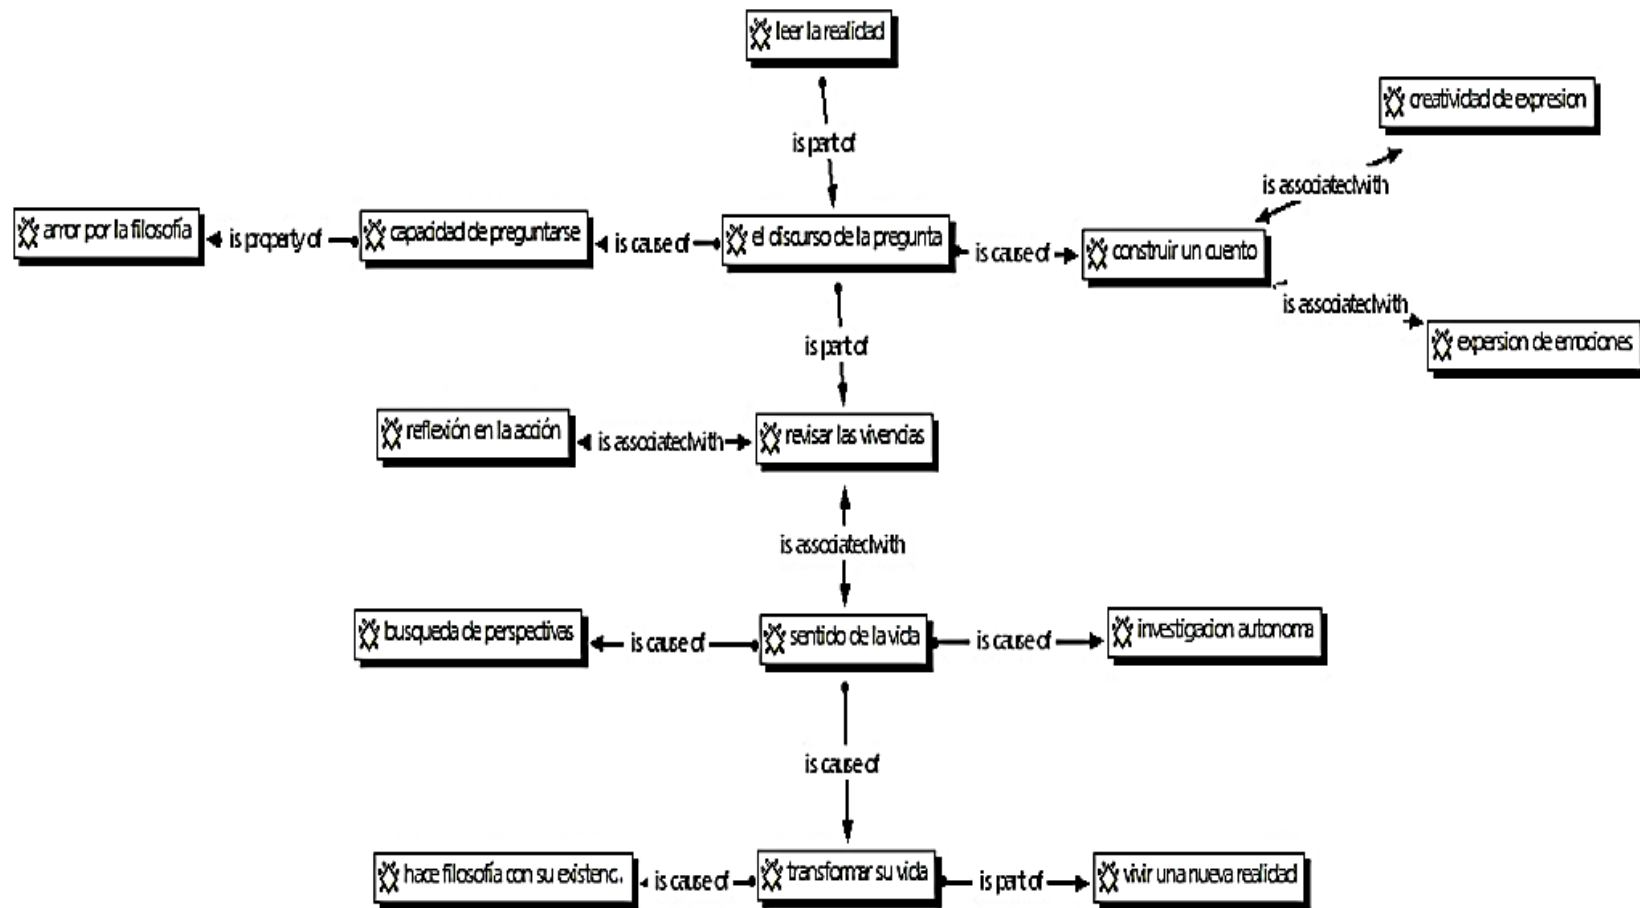 leer la realidad
creatividad de expresion
is part of
is associated with
amor por la filosofía
is property of
capacidad de preguntarse
is cause of
el discurso de la pregunta
is cause of
construir un cuento
is associated with
expersion de emociones
is part of
reflexión en la acción
is associated with
revisar las vivencias
is associated with
busqueda de perspectivas
is cause of
sentido de la vida
is cause of
investigacion autonoma
is cause of
hace filosofía con su existenc.
is cause of
transformar su vida
is part of
vivir una nueva realidad